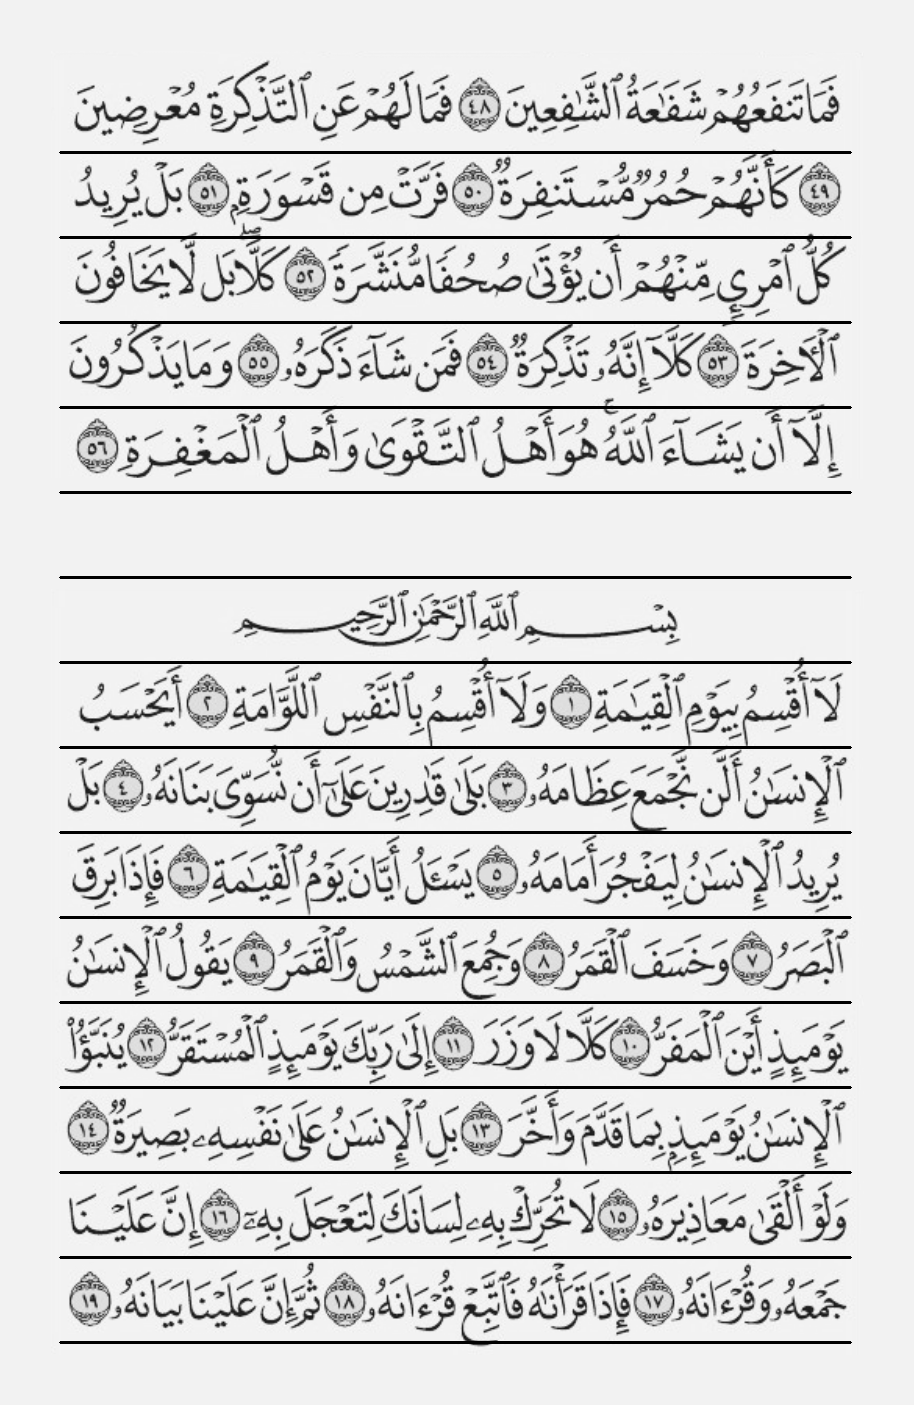 فَمَا تَنفَعُهُمْ شَفَٰعَةُ ٱلشَّٰفِعِينَ ٤٨ فَمَا لَهُمْ عَنِ ٱلتَّذْكِرَةِ مُعْرِضِينَ
٤٩ كَأَنَّهُمْ حُمُرٌ مُّسْتَنفِرَةٌ ٥٠ فَرَّتْ مِن قَسْوَرَةٍۭ ٥١ بَلْ يُرِيدُ
كُلُّ ٱمْرِئٍ مِّنْهُمْ أَن يُؤْتَىٰ صُحُفًا مُّنَشَّرَةً ٥٢ كَلَّا ۖ بَل لَّا يَخَافُونَ
ٱلْـَٔاخِرَةَ ٥٣ كَلَّآ إِنَّهُۥ تَذْكِرَةٌ ٥٤ فَمَن شَآءَ ذَكَرَهُۥ ٥٥ وَمَا يَذْكُرُونَ
إِلَّآ أَن يَشَآءَ ٱللَّهُ ۚ هُوَ أَهْلُ ٱلتَّقْوَىٰ وَأَهْلُ ٱلْمَغْفِرَةِ ٥٦
بِسْمِ ٱللَّهِ ٱلرَّحْمَٰنِ ٱلرَّحِيمِ
لَآ أُقْسِمُ بِيَوْمِ ٱلْقِيَٰمَةِ ١ وَلَآ أُقْسِمُ بِٱلنَّفْسِ ٱللَّوَّامَةِ ٢ أَيَحْسَبُ
ٱلْإِنسَٰنُ أَلَّن نَّجْمَعَ عِظَامَهُۥ ٣ بَلَىٰ قَٰدِرِينَ عَلَىٰٓ أَن نُّسَوِّىَ بَنَانَهُۥ ٤ بَلْ
يُرِيدُ ٱلْإِنسَٰنُ لِيَفْجُرَ أَمَامَهُۥ ٥ يَسْـَٔلُ أَيَّانَ يَوْمُ ٱلْقِيَٰمَةِ ٦ فَإِذَا بَرِقَ
ٱلْبَصَرُ ٧ وَخَسَفَ ٱلْقَمَرُ ٨ وَجُمِعَ ٱلشَّمْسُ وَٱلْقَمَرُ ٩ يَقُولُ ٱلْإِنسَٰنُ
يَوْمَئِذٍ أَيْنَ ٱلْمَفَرُّ ١٠ كَلَّا لَا وَزَرَ ١١ إِلَىٰ رَبِّكَ يَوْمَئِذٍ ٱلْمُسْتَقَرُّ ١٢ يُنَبَّؤُا۟
ٱلْإِنسَٰنُ يَوْمَئِذٍۭ بِمَا قَدَّمَ وَأَخَّرَ ١٣ بَلِ ٱلْإِنسَٰنُ عَلَىٰ نَفْسِهِۦ بَصِيرَةٌ ١٤
وَلَوْ أَلْقَىٰ مَعَاذِيرَهُۥ ١٥ لَا تُحَرِّكْ بِهِۦ لِسَانَكَ لِتَعْجَلَ بِهِۦٓ ١٦ إِنَّ عَلَيْنَا
جَمْعَهُۥ وَقُرْءَانَهُۥ ١٧ فَإِذَا قَرَأْنَٰهُ فَٱتَّبِعْ قُرْءَانَهُۥ ١٨ ثُمَّ إِنَّ عَلَيْنَا بَيَانَهُۥ ١٩